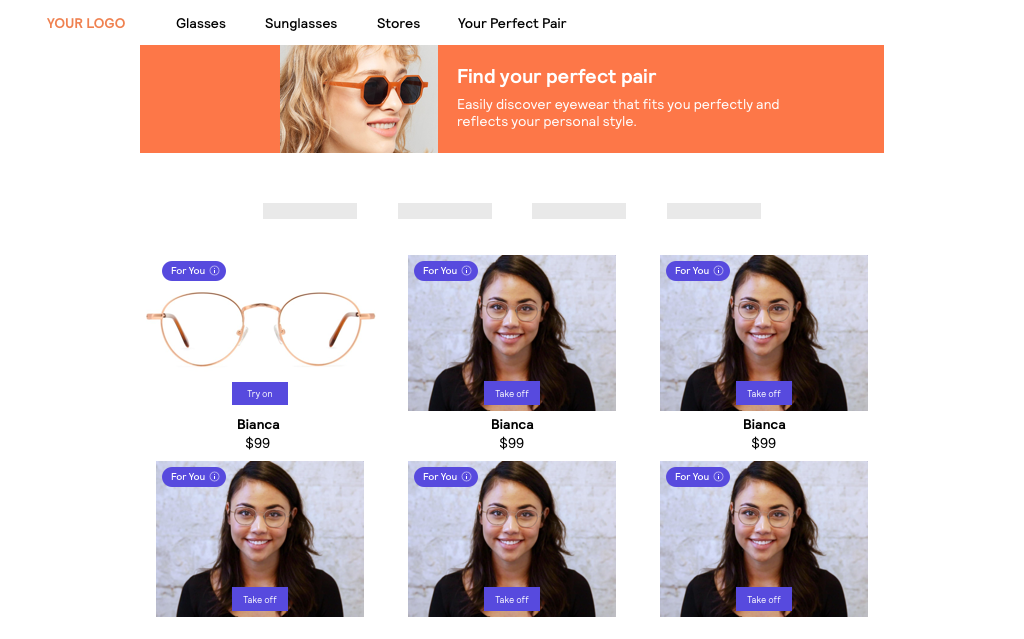 YOUR LOGO
Glasses
Sunglasses
Stores
Your Perfect Pair
Find your perfect pair
Easily discover eyewear that fits you perfectly and
reflects your personal style.
For You
For You
For You
Try on
Take off
Take off
Bianca
Bianca
Bianca
$99
$99
$99
For You
For You
For You
Take off
Take off
Take off